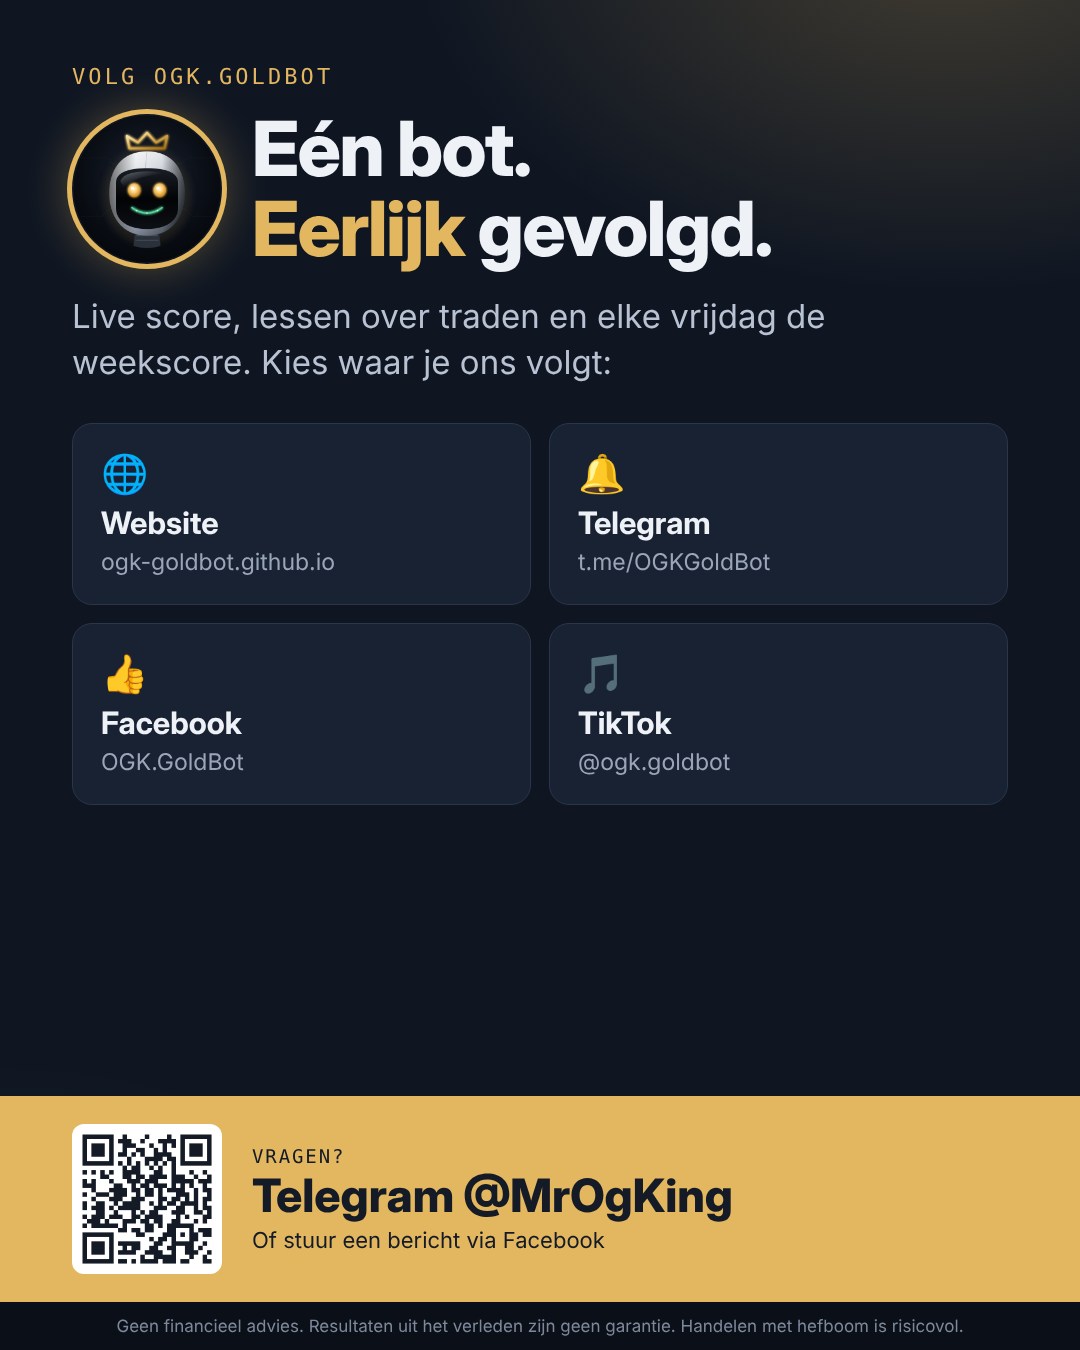 VOLG OGK.GOLDBOT
Eén bot.
Eerlijk gevolgd.
Live score, lessen over traden en elke vrijdag de
weekscore. Kies waar je ons volgt:
Website
ogk-goldbot.github.io
Telegram
t.me/OGKGoldBot
Facebook
OGK.GoldBot
TikTok
@ogk.goldbot
VRAGEN?
Telegram @MrOgKing
Of stuur een bericht via Facebook
Geen financieel advies. Resultaten uit het verleden zijn geen garantie. Handelen met hefboom is risicovol.